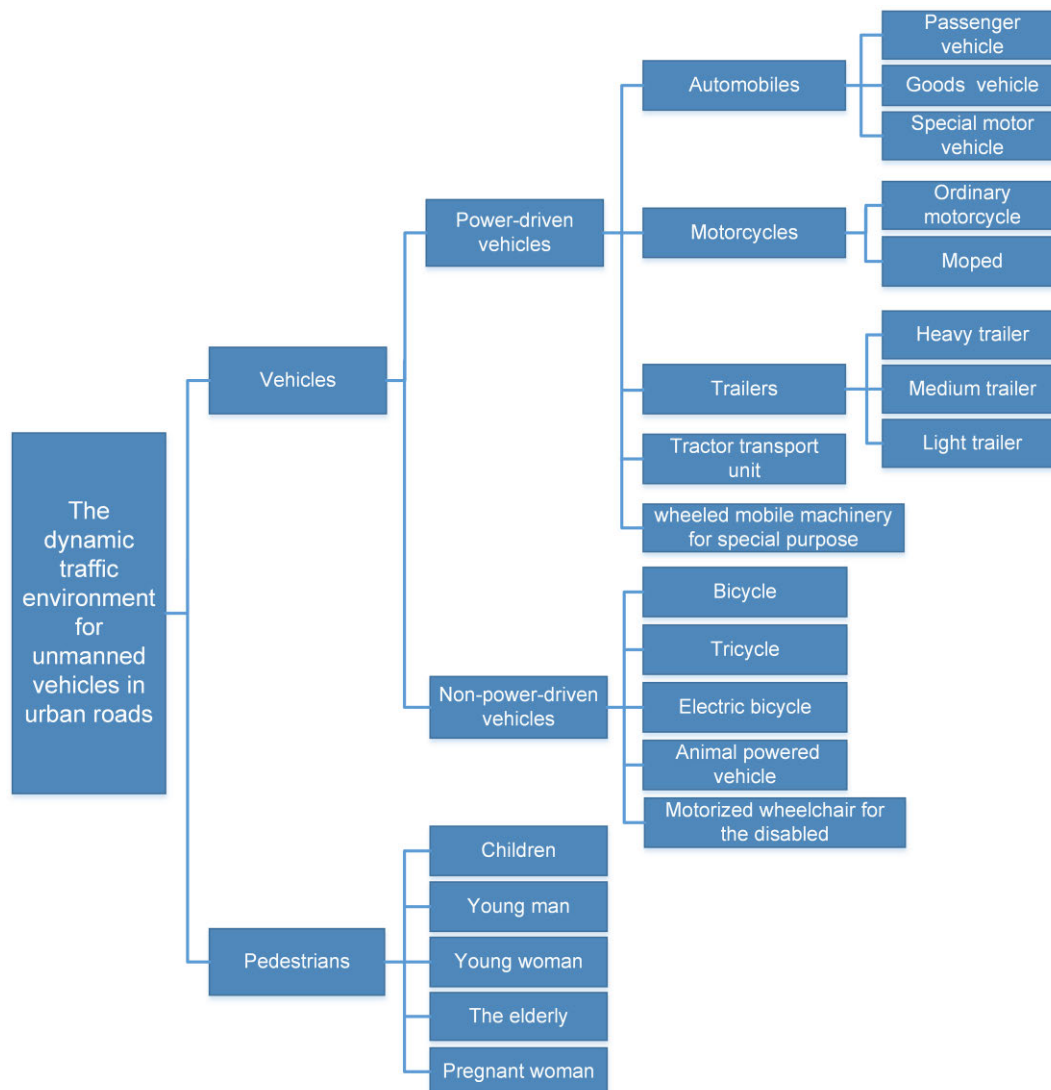 The
dynamic
traffic
environment
for
unmanned
vehicles in
urban roads
Vehicles
Pedestrians
Power-driven
vehicles
Non-power-driven
vehicles
Automobiles
Motorcycles
Trailers
Tractor transport
unit
wheeled mobile machinery
for special purpose
Bicycle
Tricycle
Electric bicycle
Animal powered
vehicle
Motorized wheelchair for
the disabled
Children
Young man
Young woman
The elderly
Pregnant woman
Passenger
vehicle
Goods vehicle
Special motor
vehicle
Ordinary
motorcycle
Moped
Heavy trailer
Medium trailer
Light trailer